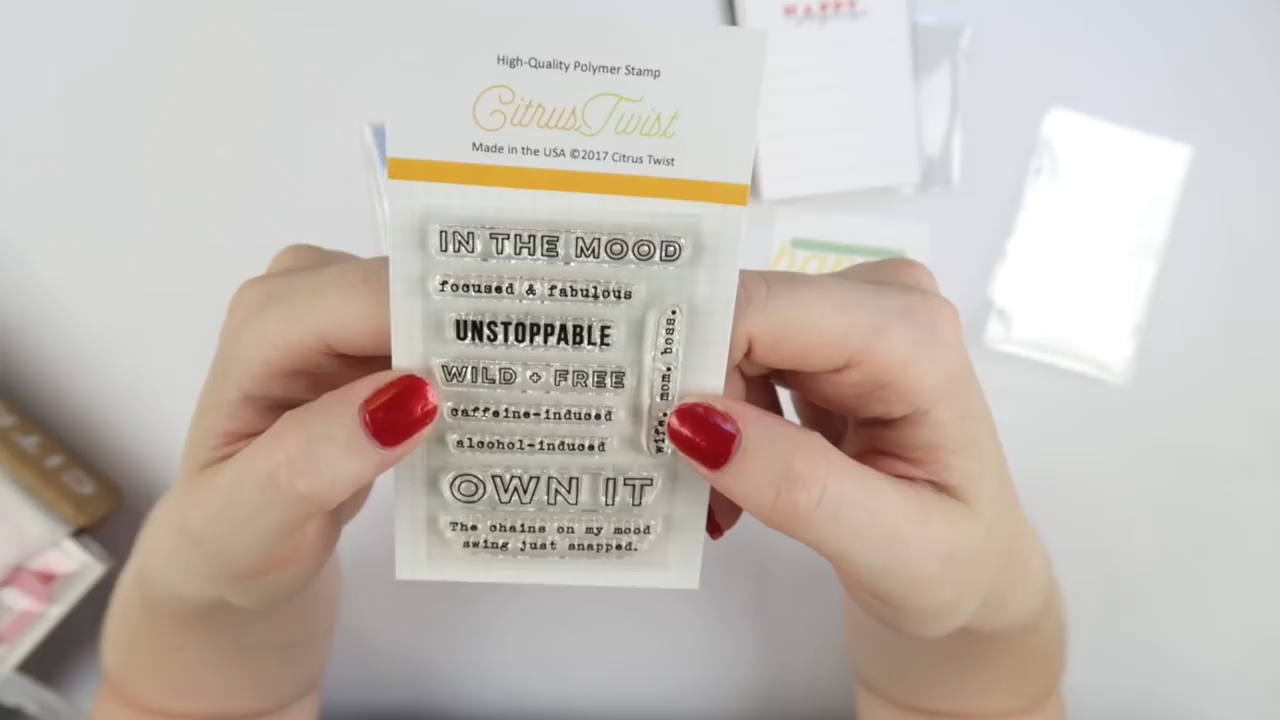 High-Quality Polymer Stamp
Citrus Twist
Made in the USA ©2017 Citrus Twist
IN THE MOOD
focused & fabulous
UNSTOPPABLE
WILD + FREE
caffeine-induced
alcohol-induced
wife. mom. boss.
OWN IT
The chains on my mood
swing just snapped.
HAPPY